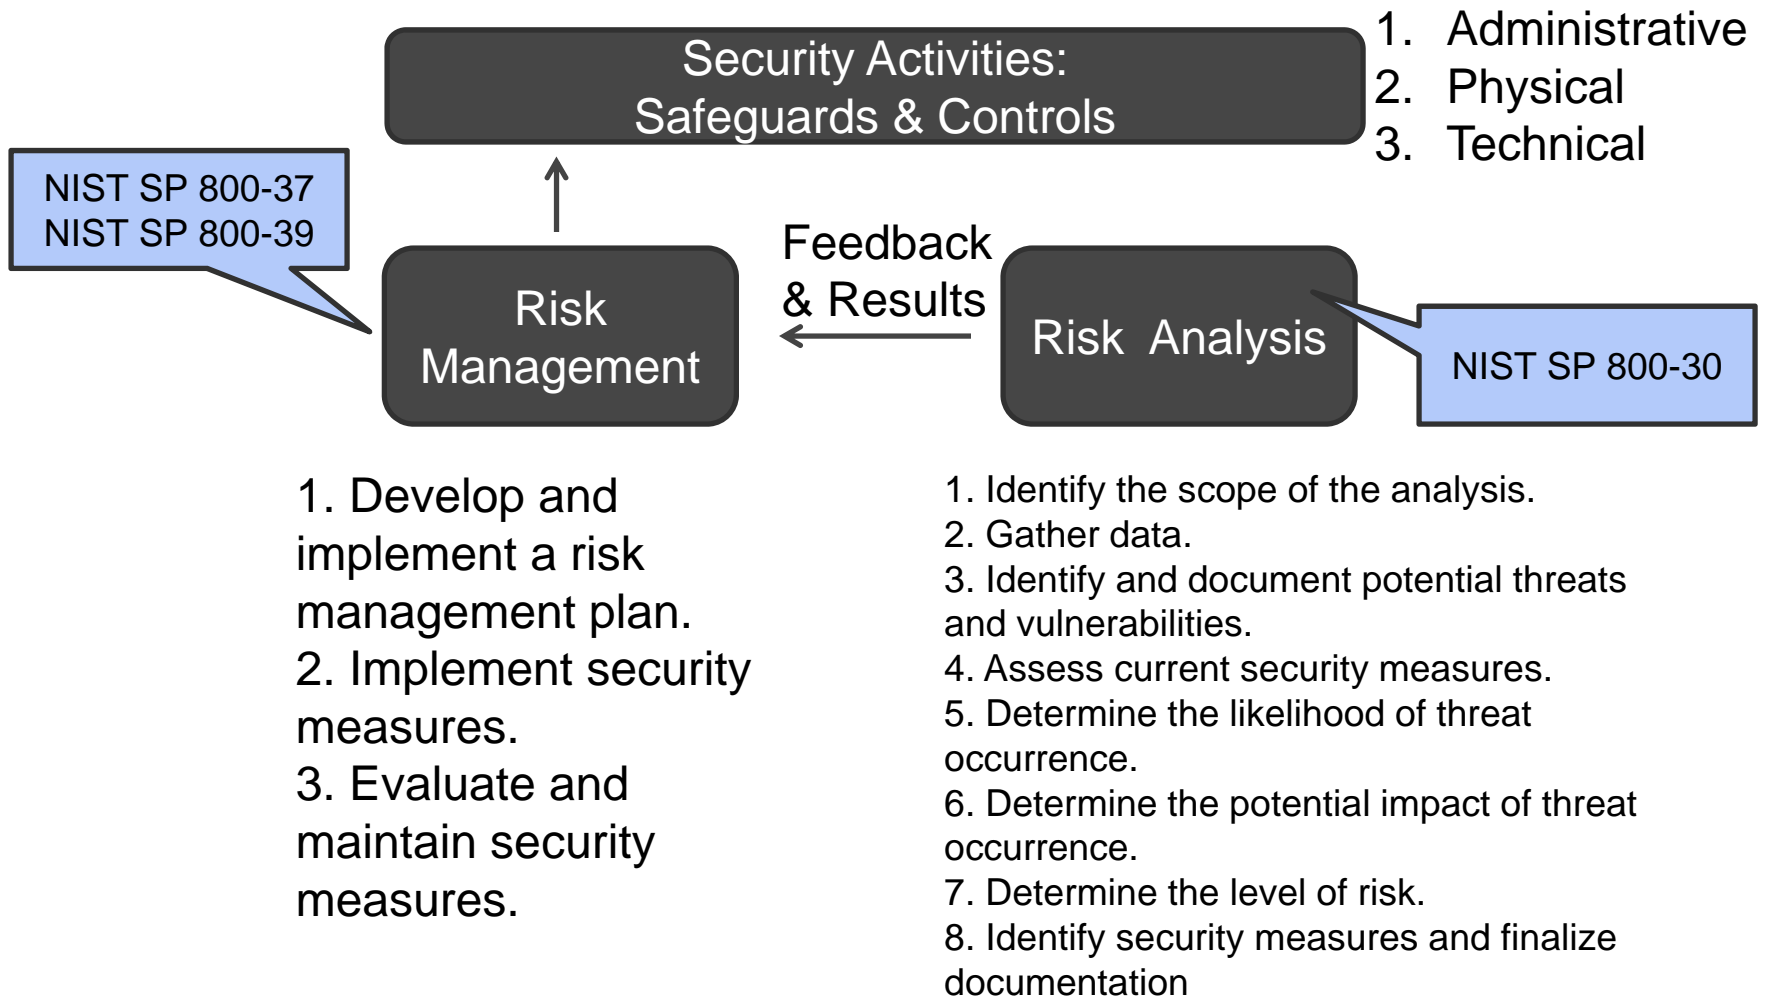 Security Activities:
Safeguards & Controls
1. Administrative
2. Physical
3. Technical
NIST SP 800-37
NIST SP 800-39
Risk
Management
Feedback
& Results
Risk Analysis
NIST SP 800-30
1. Develop and
implement a risk
management plan.
2. Implement security
measures.
3. Evaluate and
maintain security
measures.
1. Identify the scope of the analysis.
2. Gather data.
3. Identify and document potential threats
and vulnerabilities.
4. Assess current security measures.
5. Determine the likelihood of threat
occurrence.
6. Determine the potential impact of threat
occurrence.
7. Determine the level of risk.
8. Identify security measures and finalize
documentation